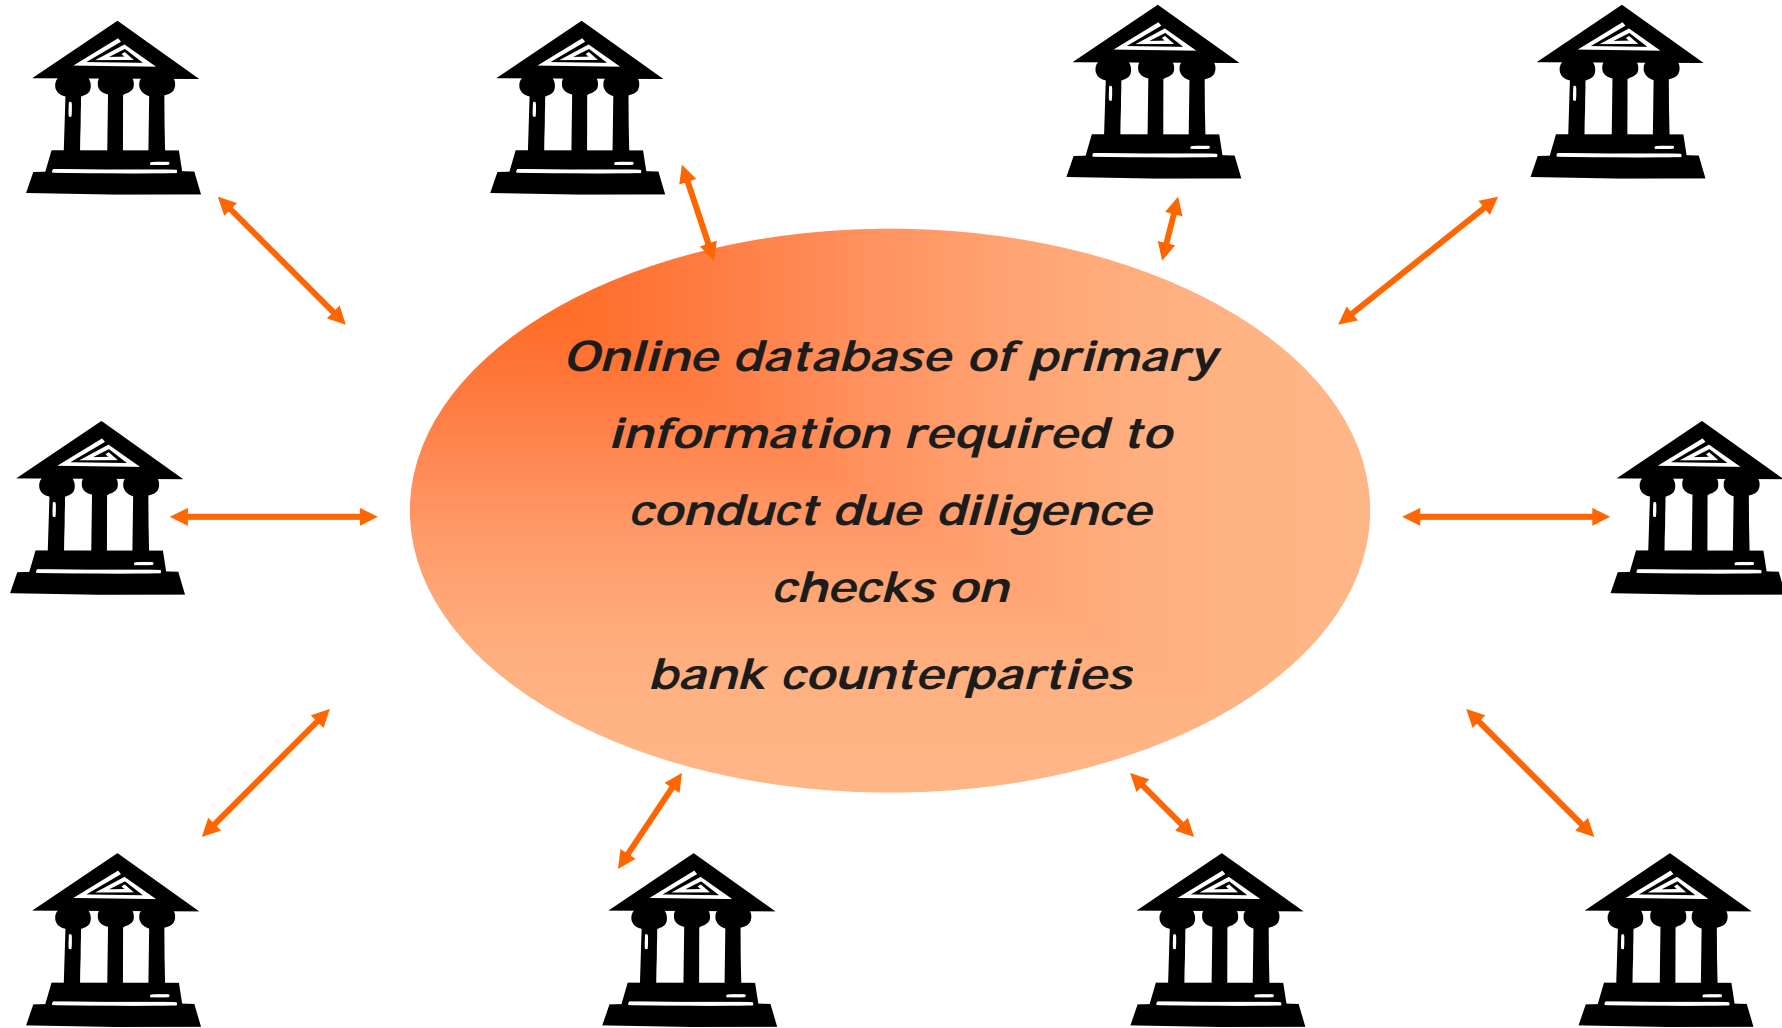 Online database of primary
information required to
conduct due diligence
checks on
bank counterparties